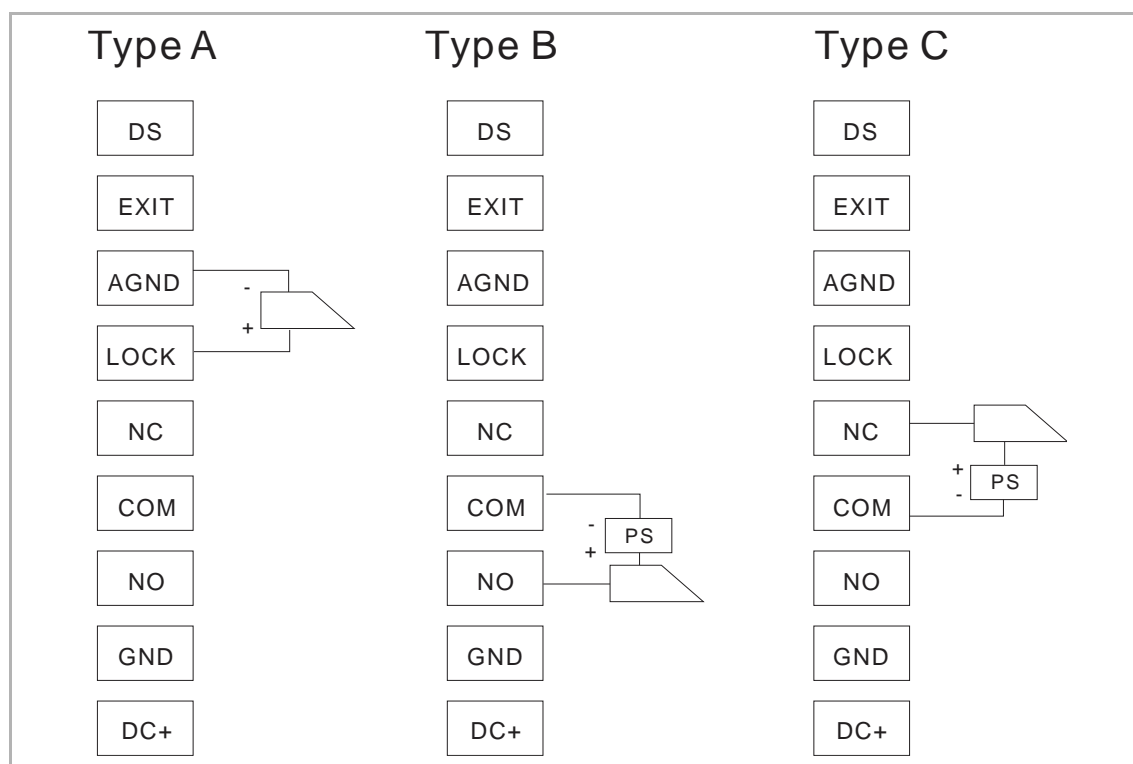 Type A Type B Type C
DS DS DS
EXIT EXIT EXIT
AGND - AGND AGND
+
LOCK LOCK LOCK
NC NC NC
+ PS
-
COM COM COM
- PS
+
NO NO NO
GND GND GND
DC+ DC+ DC+